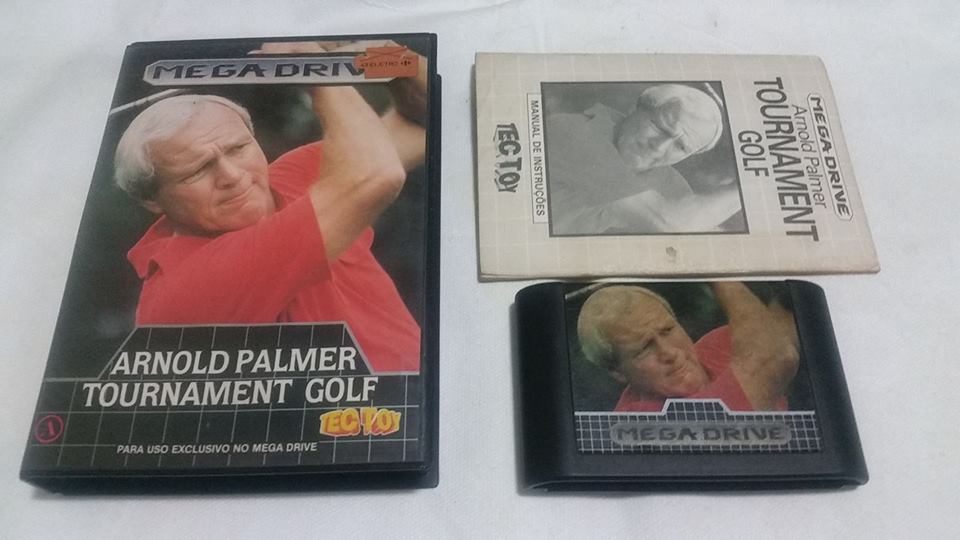 MEGA DRIV
ARNOLD PALMER
TOURNAMENT GOLF
TEC TOY
A
PARA USO EXCLUSIVO NO MEGA DRIVE
MEGA DRIVE
Arnold Palmer
TOURNAMENT
GOLF
MANUAL DE INSTRUÇÕES
TEC TOY
MEGA DRIVE